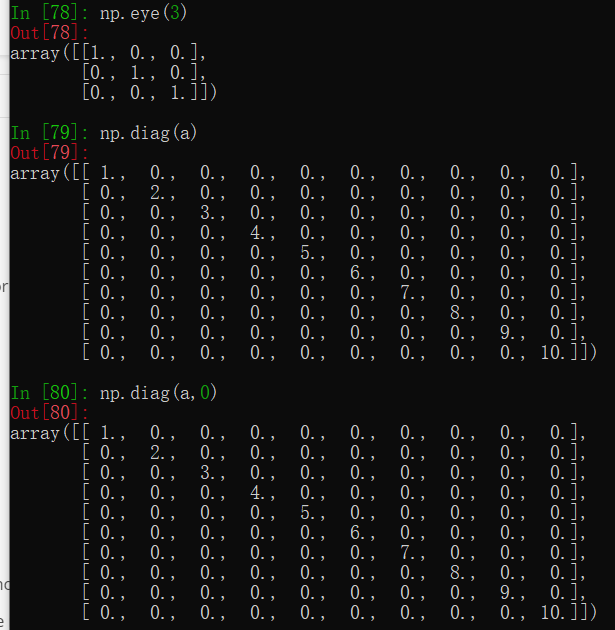 In [78]: np.eye(3)
Out[78]:
array([[1., 0., 0.],
       [0., 1., 0.],
       [0., 0., 1.]])
In [79]: np.diag(a)
Out[79]:
array([[ 1.,  0.,  0.,  0.,  0.,  0.,  0.,  0.,  0.,  0.],
       [ 0.,  2.,  0.,  0.,  0.,  0.,  0.,  0.,  0.,  0.],
       [ 0.,  0.,  3.,  0.,  0.,  0.,  0.,  0.,  0.,  0.],
       [ 0.,  0.,  0.,  4.,  0.,  0.,  0.,  0.,  0.,  0.],
       [ 0.,  0.,  0.,  0.,  5.,  0.,  0.,  0.,  0.,  0.],
       [ 0.,  0.,  0.,  0.,  0.,  6.,  0.,  0.,  0.,  0.],
       [ 0.,  0.,  0.,  0.,  0.,  0.,  7.,  0.,  0.,  0.],
       [ 0.,  0.,  0.,  0.,  0.,  0.,  0.,  8.,  0.,  0.],
       [ 0.,  0.,  0.,  0.,  0.,  0.,  0.,  0.,  9.,  0.],
       [ 0.,  0.,  0.,  0.,  0.,  0.,  0.,  0.,  0., 10.]])
In [80]: np.diag(a,0)
Out[80]:
array([[ 1.,  0.,  0.,  0.,  0.,  0.,  0.,  0.,  0.,  0.],
       [ 0.,  2.,  0.,  0.,  0.,  0.,  0.,  0.,  0.,  0.],
       [ 0.,  0.,  3.,  0.,  0.,  0.,  0.,  0.,  0.,  0.],
       [ 0.,  0.,  0.,  4.,  0.,  0.,  0.,  0.,  0.,  0.],
       [ 0.,  0.,  0.,  0.,  5.,  0.,  0.,  0.,  0.,  0.],
       [ 0.,  0.,  0.,  0.,  0.,  6.,  0.,  0.,  0.,  0.],
       [ 0.,  0.,  0.,  0.,  0.,  0.,  7.,  0.,  0.,  0.],
       [ 0.,  0.,  0.,  0.,  0.,  0.,  0.,  8.,  0.,  0.],
       [ 0.,  0.,  0.,  0.,  0.,  0.,  0.,  0.,  9.,  0.],
       [ 0.,  0.,  0.,  0.,  0.,  0.,  0.,  0.,  0., 10.]])